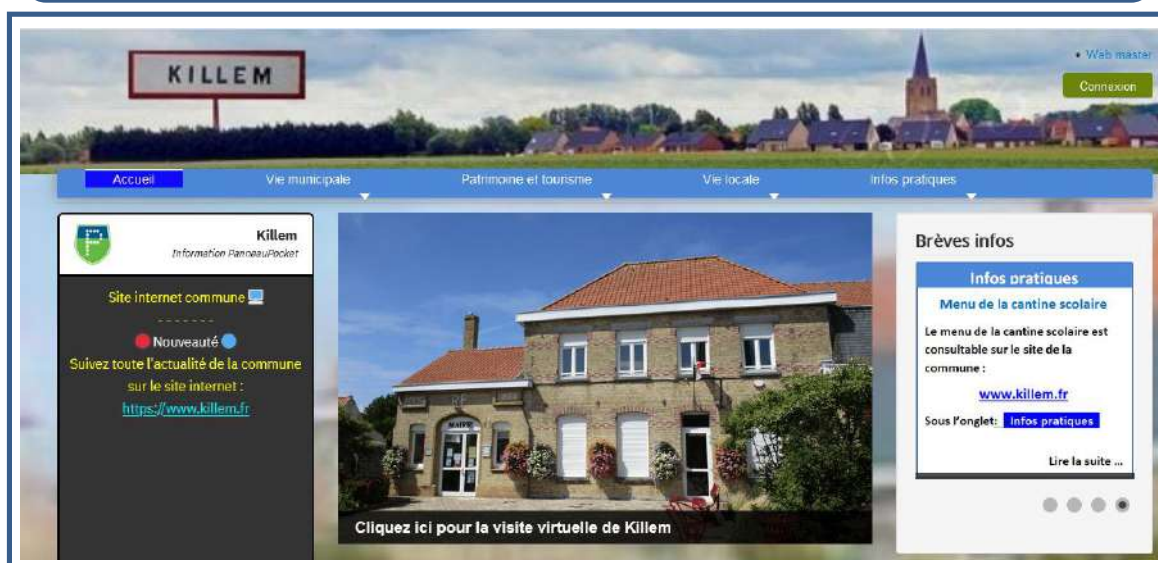 KILLEM
Web master
Connexion
Accueil
Vie municipale
Patrimoine et tourisme
Vie locale
Infos pratiques
Killem
Information PanneauPocket
Site internet commune
- - - - - - -
Nouveauté
Suivez toute l'actualité de la commune
sur le site internet :
https://www.killem.fr
RF
MAIRIE
Cliquez ici pour la visite virtuelle de Killem
Brèves infos
Infos pratiques
Menu de la cantine scolaire
Le menu de la cantine scolaire est
consultable sur le site de la
commune :
www.killem.fr
Sous l'onglet: Infos pratiques
Lire la suite ...